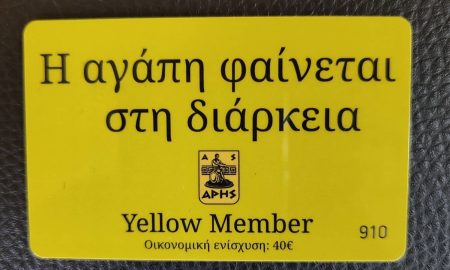 Η αγάπη φαίνεται
στη διάρκεια
Α Σ
ΑΡΗΣ
Yellow Member
Οικονομική ενίσχυση: 40€
910